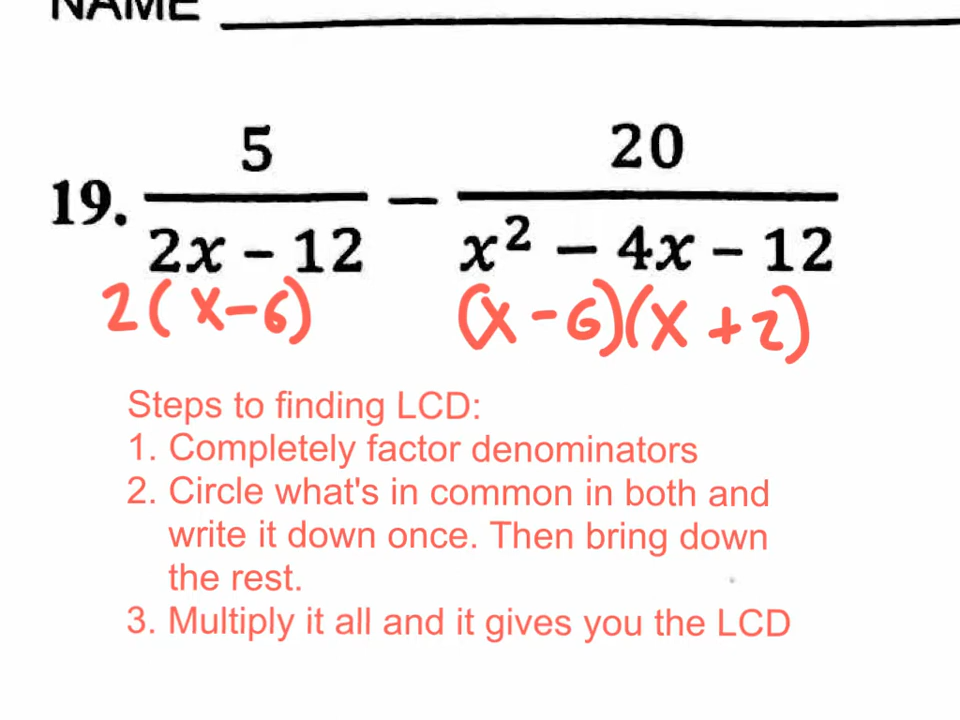 NAME
19. 5/(2x – 12) – 20/(x² – 4x – 12)
2(x-6) (x-6)(x+2)
Steps to finding LCD:
1. Completely factor denominators
2. Circle what's in common in both and
write it down once. Then bring down
the rest.
3. Multiply it all and it gives you the LCD